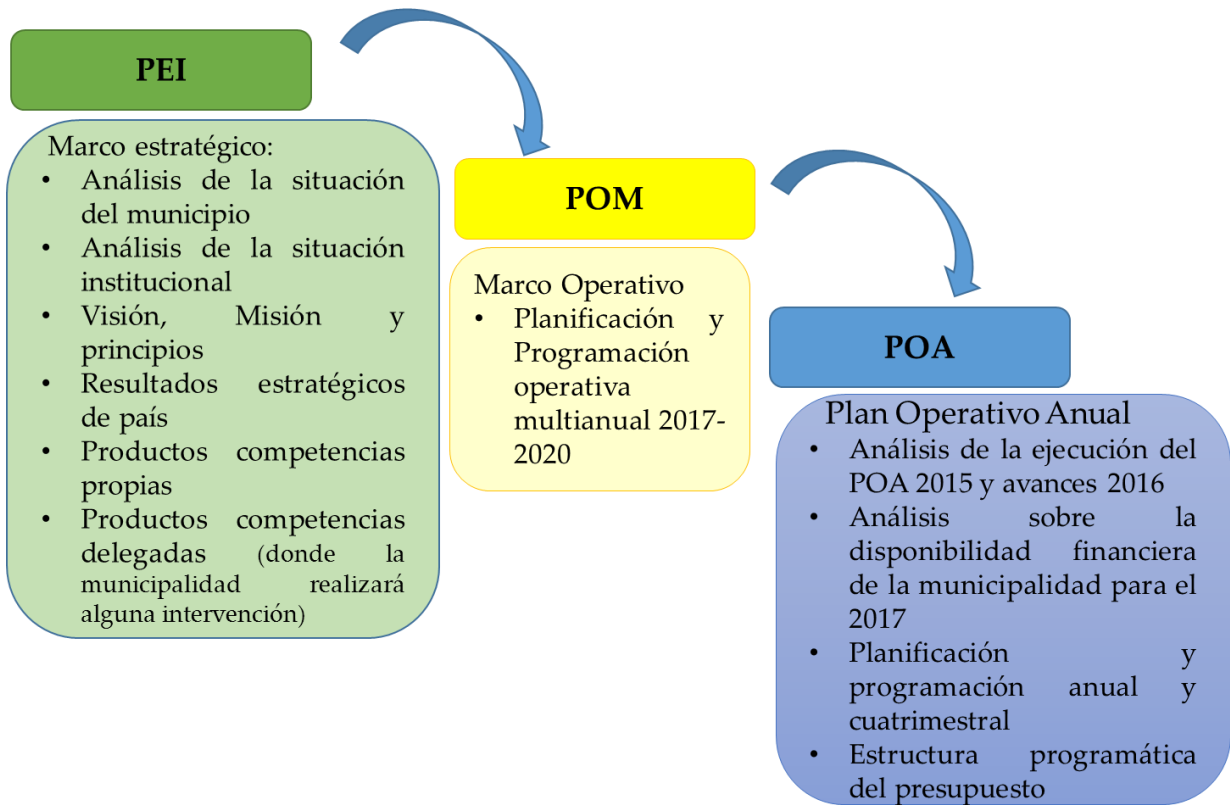 PEI
Marco estratégico:
• Análisis de la situación
del municipio
• Análisis de la situación
institucional
• Visión, Misión y
principios
• Resultados estratégicos
de país
• Productos competencias
propias
• Productos competencias
delegadas (donde la
municipalidad realizará
alguna intervención)
POM
Marco Operativo
• Planificación y
Programación
operativa
multianual 2017-
2020
POA
Plan Operativo Anual
• Análisis de la ejecución del
POA 2015 y avances 2016
• Análisis sobre la
disponibilidad financiera
de la municipalidad para el
2017
• Planificación y
programación anual y
cuatrimestral
• Estructura programática
del presupuesto